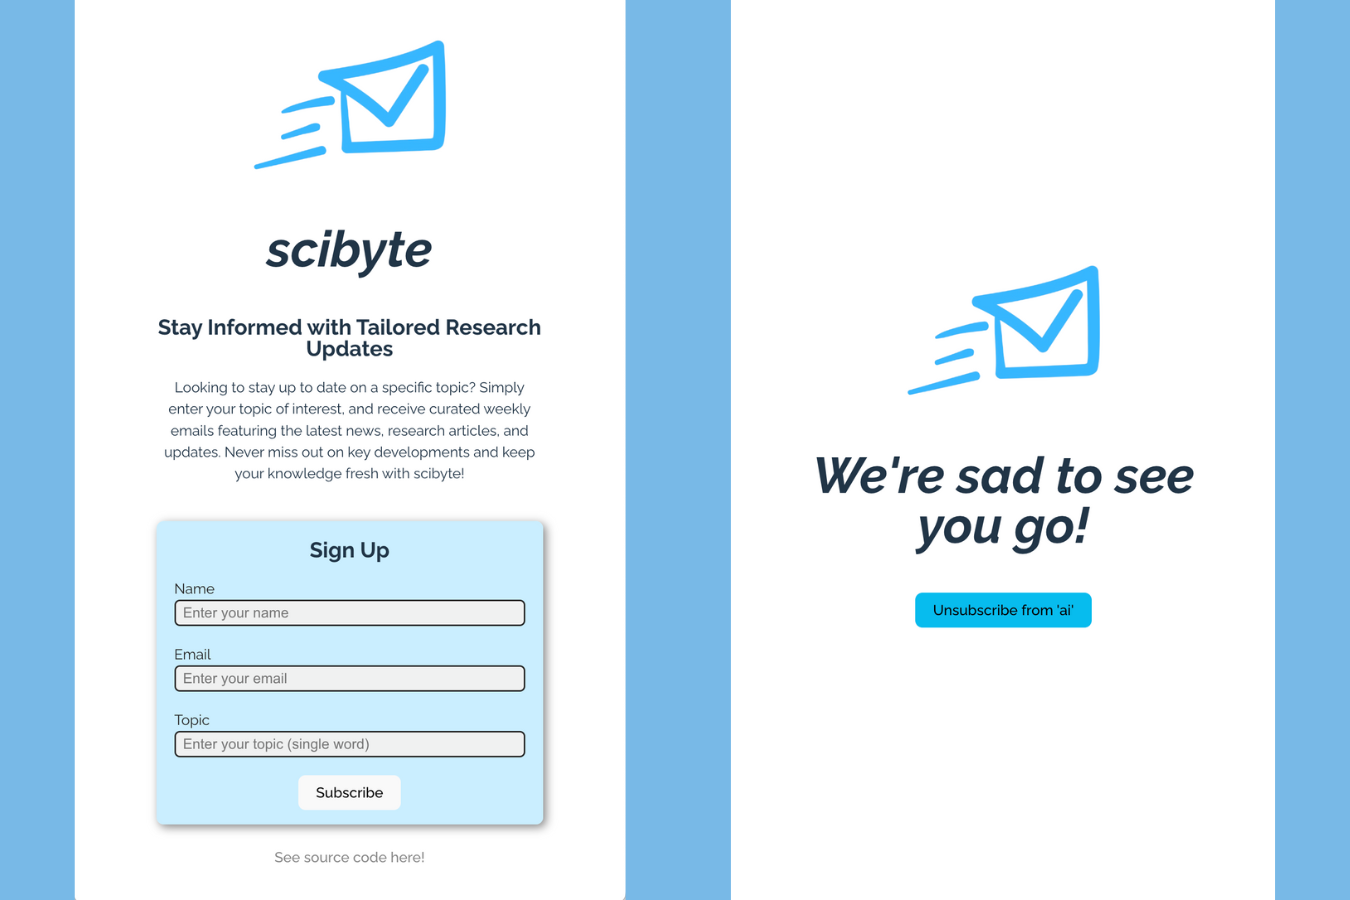 scibyte
Stay Informed with Tailored Research
Updates
Looking to stay up to date on a specific topic? Simply
enter your topic of interest, and receive curated weekly
emails featuring the latest news, research articles, and
updates. Never miss out on key developments and keep
your knowledge fresh with scibyte!
Sign Up
Name
Enter your name
Email
Enter your email
Topic
Enter your topic (single word)
Subscribe
See source code here!
We're sad to see
you go!
Unsubscribe from 'ai'